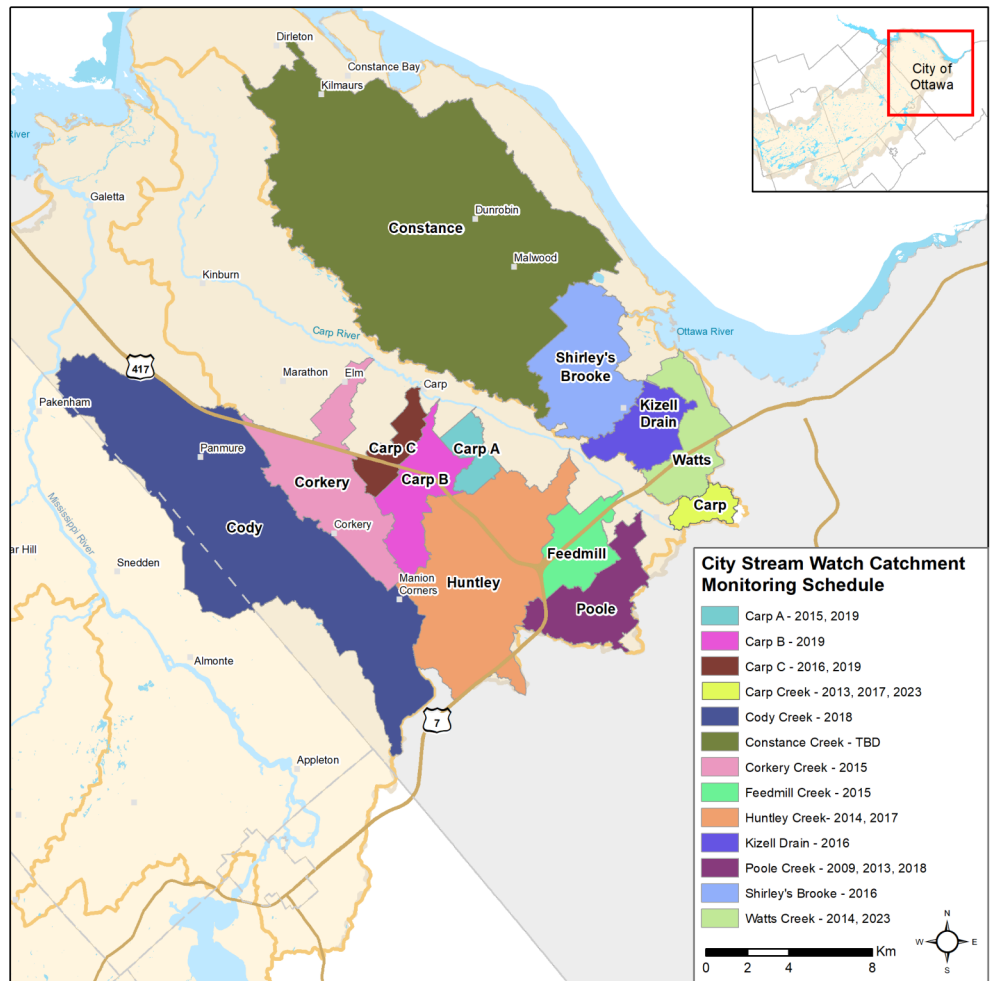 Dirleton
Constance Bay
Kilmaurs
City of
Ottawa
River
Galetta
Dunrobin
Constance
Malwood
Kinburn
Carp River
Ottawa River
Shirley's
Brooke
417
Marathon
Elm
Carp
Pakenham
Kizell
Drain
Panmure
Carp C
Carp A
Watts
Corkery
Carp B
Carp
Mississippi River
Cody
Corkery
ar Hill
Snedden
Feedmill
Manion
Corners
Huntley
Poole
Almonte
7
Appleton
City Stream Watch Catchment
Monitoring Schedule
Carp A - 2015, 2019
Carp B - 2019
Carp C - 2016, 2019
Carp Creek - 2013, 2017, 2023
Cody Creek - 2018
Constance Creek - TBD
Corkery Creek - 2015
Feedmill Creek - 2015
Huntley Creek- 2014, 2017
Kizell Drain - 2016
Poole Creek - 2009, 2013, 2018
Shirley's Brooke - 2016
Watts Creek - 2014, 2023
N
W
E
S
Km
0 2 4 8